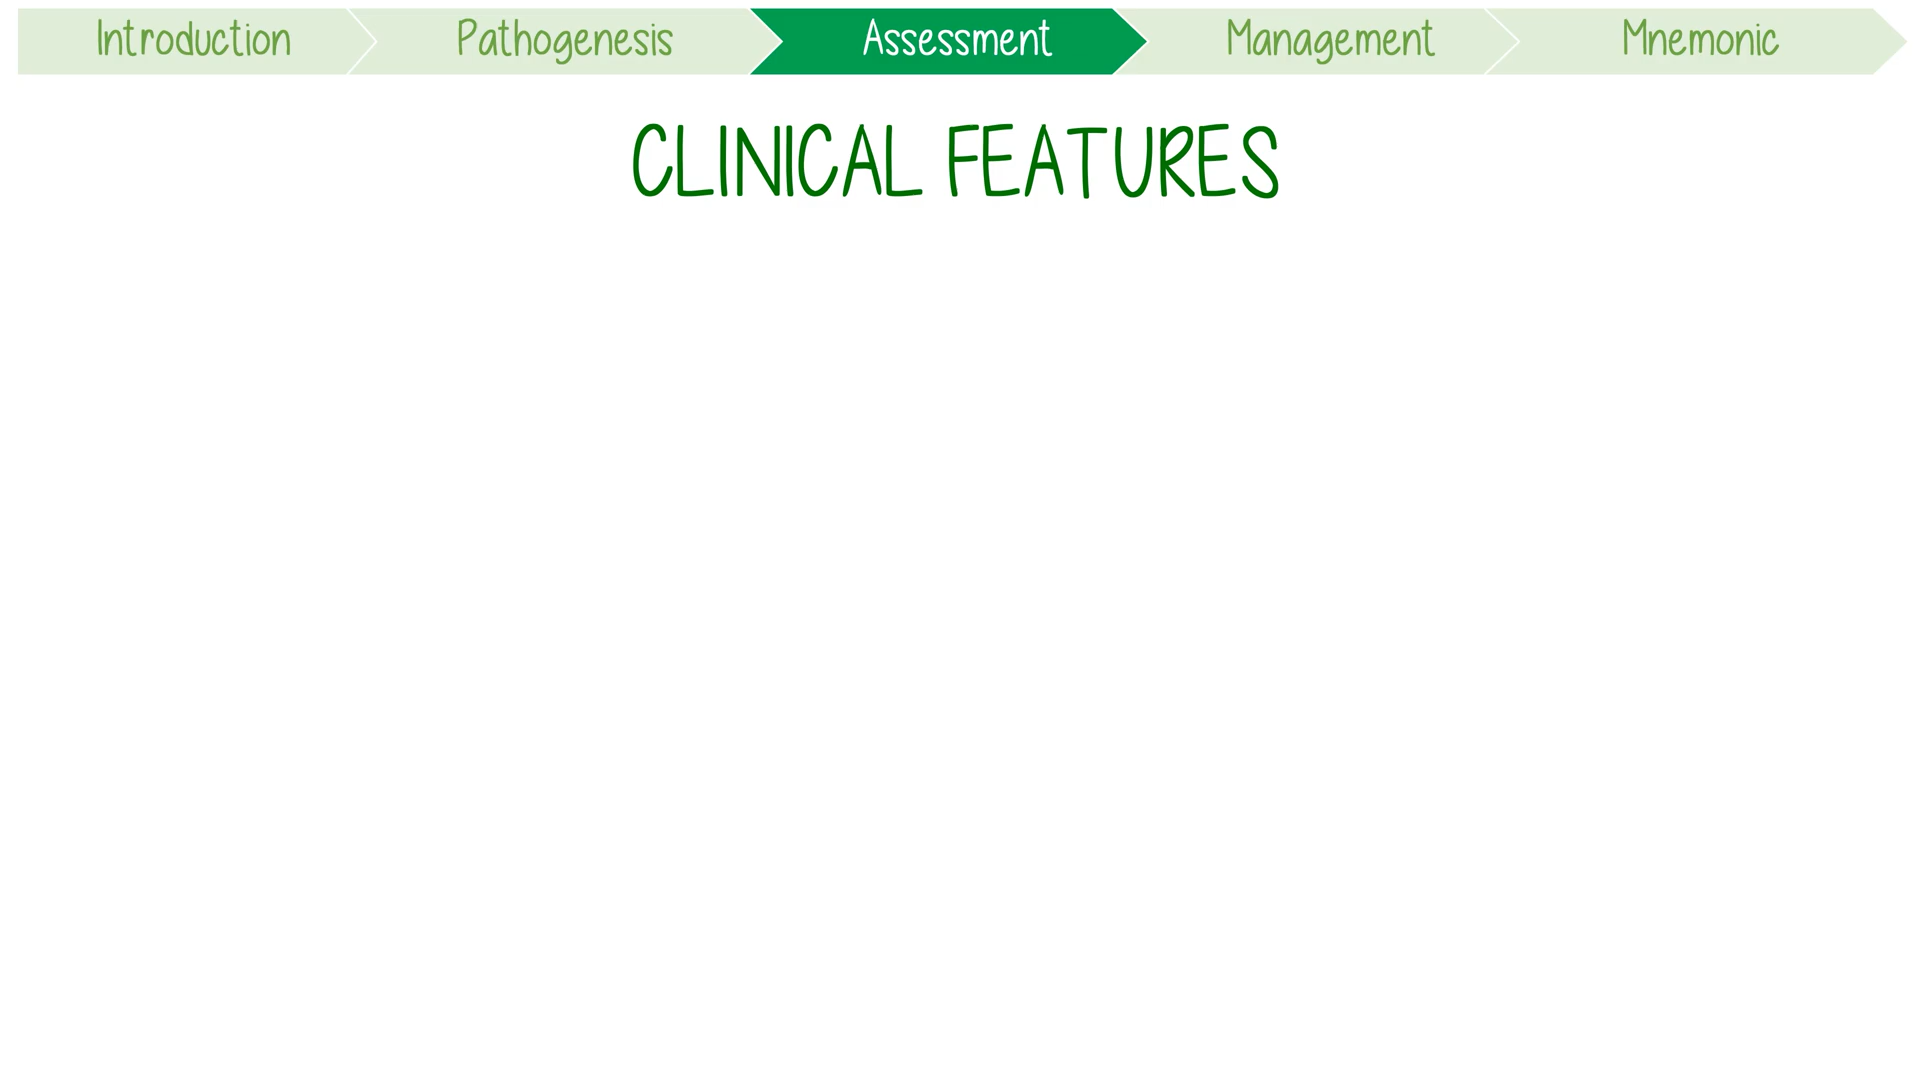 Introduction Pathogenesis Assessment Management Mnemonic
CLINICAL FEATURES